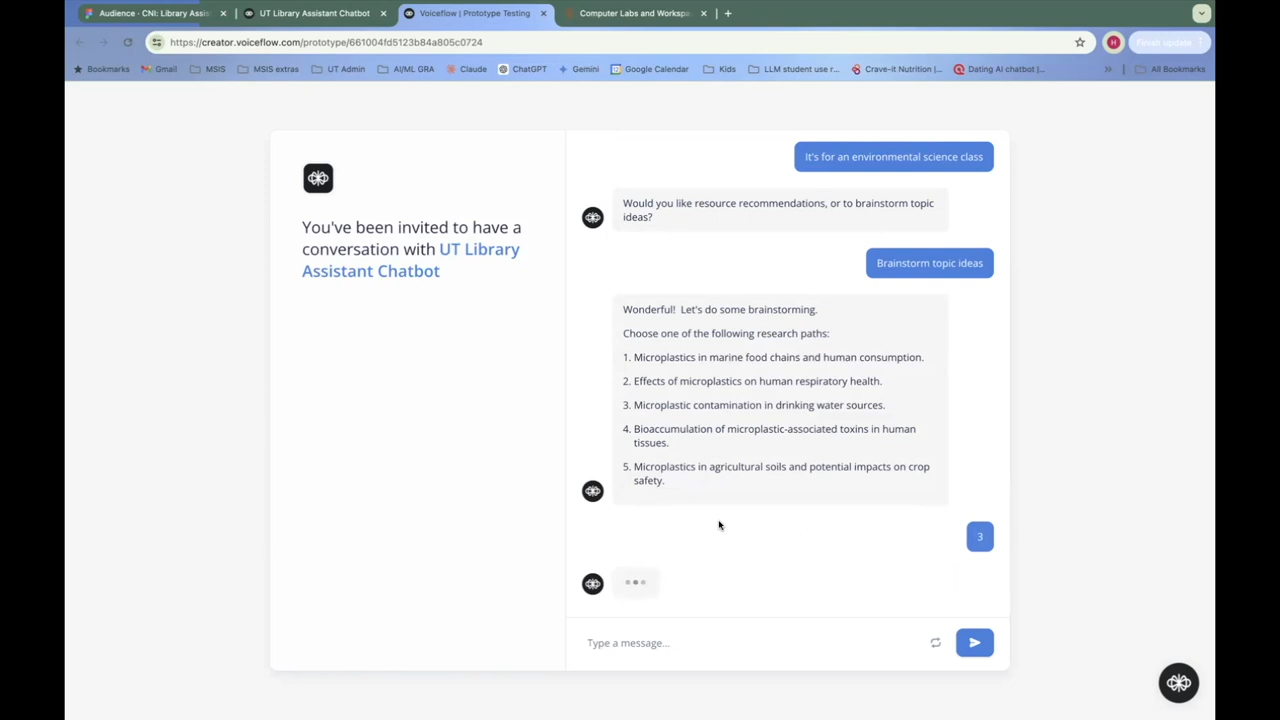 Audience · CNI: Library Assis
UT Library Assistant Chatbot
Voiceflow | Prototype Testing
Computer Labs and Workspa
https://creator.voiceflow.com/prototype/661004fd5123b84a805c0724
H
Finish update
Bookmarks
Gmail
MSIS
MSIS extras
UT Admin
AI/ML GRA
Claude
ChatGPT
Gemini
Google Calendar
Kids
LLM student use r...
Crave-it Nutrition |...
Dating AI chatbot |...
All Bookmarks
You've been invited to have a
conversation with UT Library
Assistant Chatbot
It's for an environmental science class
Would you like resource recommendations, or to brainstorm topic
ideas?
Brainstorm topic ideas
Wonderful! Let's do some brainstorming.
Choose one of the following research paths:
1. Microplastics in marine food chains and human consumption.
2. Effects of microplastics on human respiratory health.
3. Microplastic contamination in drinking water sources.
4. Bioaccumulation of microplastic-associated toxins in human
tissues.
5. Microplastics in agricultural soils and potential impacts on crop
safety.
3
Type a message...